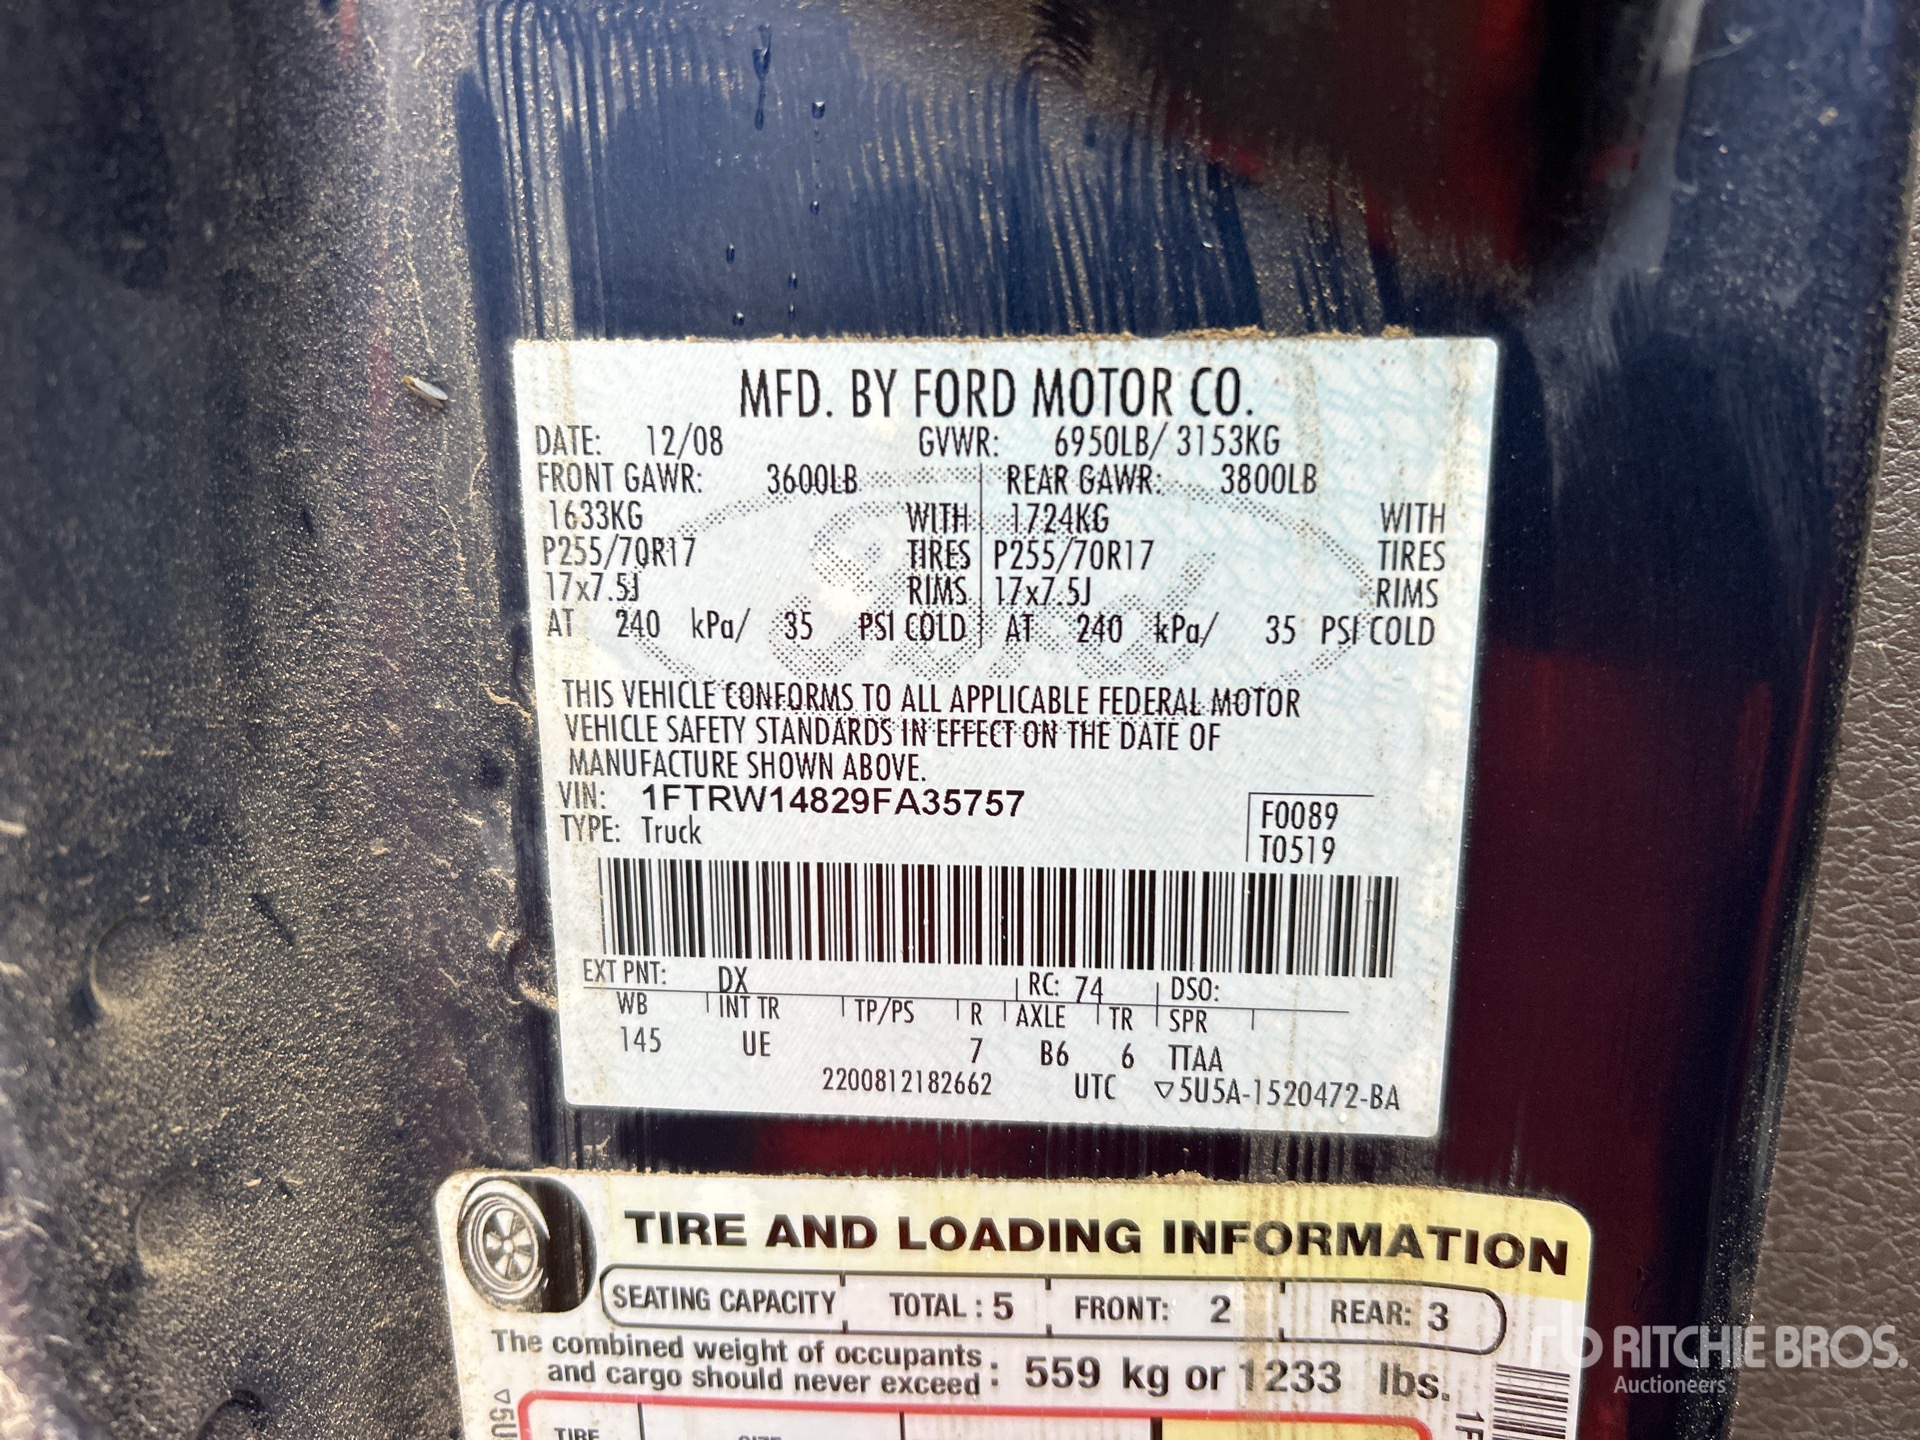 MFD. BY FORD MOTOR CO.
DATE: 12/08 GVWR: 6950LB/ 3153KG
FRONT GAWR: 3600LB REAR GAWR: 3800LB
1633KG WITH 1724KG WITH
P255/70R17 TIRES P255/70R17 TIRES
17x7.5J RIMS 17x7.5J RIMS
AT 240 kPa/ 35 PSI COLD AT 240 kPa/ 35 PSI COLD
THIS VEHICLE CONFORMS TO ALL APPLICABLE FEDERAL MOTOR
VEHICLE SAFETY STANDARDS IN EFFECT ON THE DATE OF
MANUFACTURE SHOWN ABOVE.
VIN: 1FTRW14829FA35757
F0089
TYPE: Truck
T0519
EXT PNT: DX RC: 74 DSO:
WB INT TR TP/PS R AXLE TR SPR
145 UE 7 B6 6 TTAA
2200812182662 UTC ▽5U5A-1520472-BA
TIRE AND LOADING INFORMATION
SEATING CAPACITY TOTAL : 5 FRONT: 2 REAR: 3
The combined weight of occupants
and cargo should never exceed : 559 kg or 1233 lbs.
TIRE
▽5U
1F
rb RITCHIE BROS.
Auctioneers